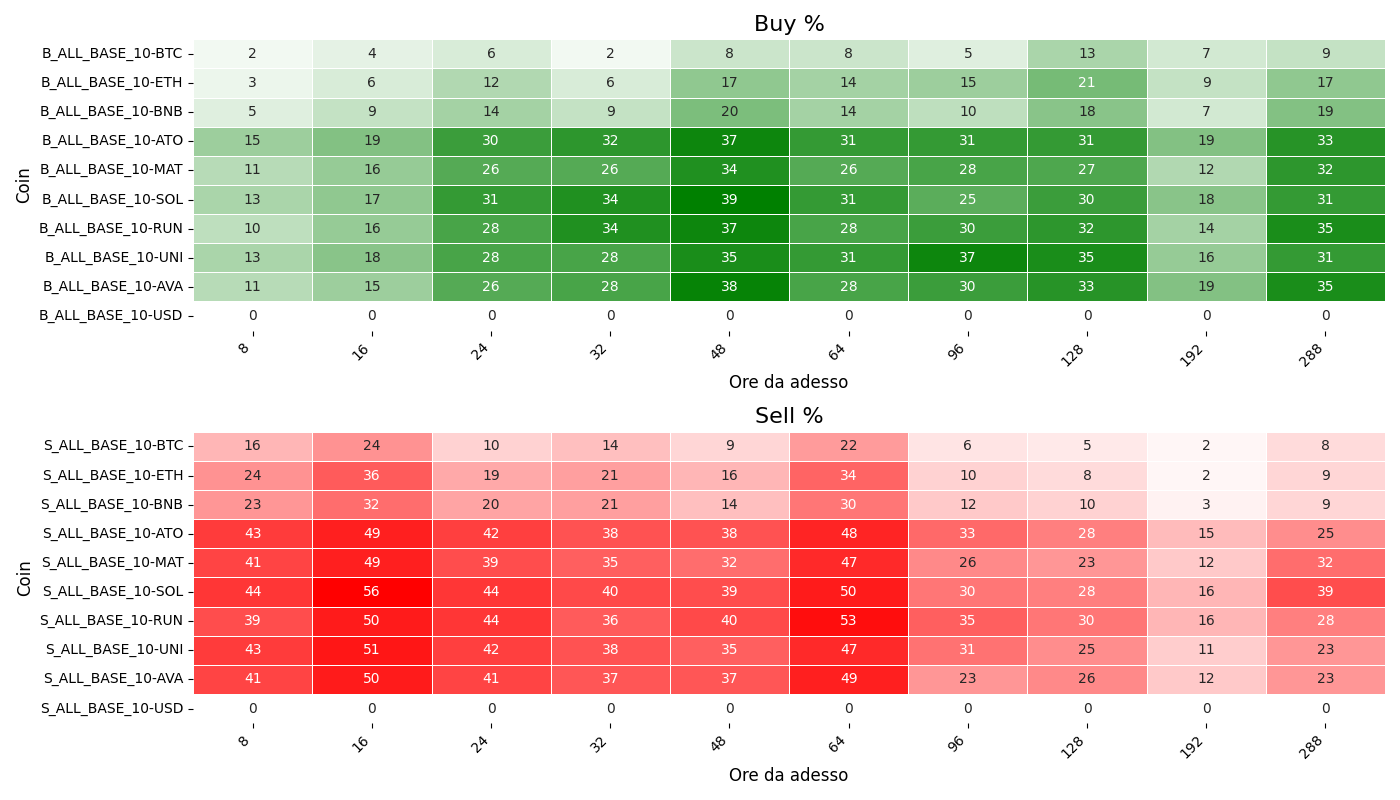 Buy %
Coin
B_ALL_BASE_10-BTC 2 4 6 2 8 8 5 13 7 9
B_ALL_BASE_10-ETH 3 6 12 6 17 14 15 21 9 17
B_ALL_BASE_10-BNB 5 9 14 9 20 14 10 18 7 19
B_ALL_BASE_10-ATO 15 19 30 32 37 31 31 31 19 33
B_ALL_BASE_10-MAT 11 16 26 26 34 26 28 27 12 32
B_ALL_BASE_10-SOL 13 17 31 34 39 31 25 30 18 31
B_ALL_BASE_10-RUN 10 16 28 34 37 28 30 32 14 35
B_ALL_BASE_10-UNI 13 18 28 28 35 31 37 35 16 31
B_ALL_BASE_10-AVA 11 15 26 28 38 28 30 33 19 35
B_ALL_BASE_10-USD 0 0 0 0 0 0 0 0 0 0
8 16 24 32 48 64 96 128 192 288
Ore da adesso
Sell %
Coin
S_ALL_BASE_10-BTC 16 24 10 14 9 22 6 5 2 8
S_ALL_BASE_10-ETH 24 36 19 21 16 34 10 8 2 9
S_ALL_BASE_10-BNB 23 32 20 21 14 30 12 10 3 9
S_ALL_BASE_10-ATO 43 49 42 38 38 48 33 28 15 25
S_ALL_BASE_10-MAT 41 49 39 35 32 47 26 23 12 32
S_ALL_BASE_10-SOL 44 56 44 40 39 50 30 28 16 39
S_ALL_BASE_10-RUN 39 50 44 36 40 53 35 30 16 28
S_ALL_BASE_10-UNI 43 51 42 38 35 47 31 25 11 23
S_ALL_BASE_10-AVA 41 50 41 37 37 49 23 26 12 23
S_ALL_BASE_10-USD 0 0 0 0 0 0 0 0 0 0
8 16 24 32 48 64 96 128 192 288
Ore da adesso